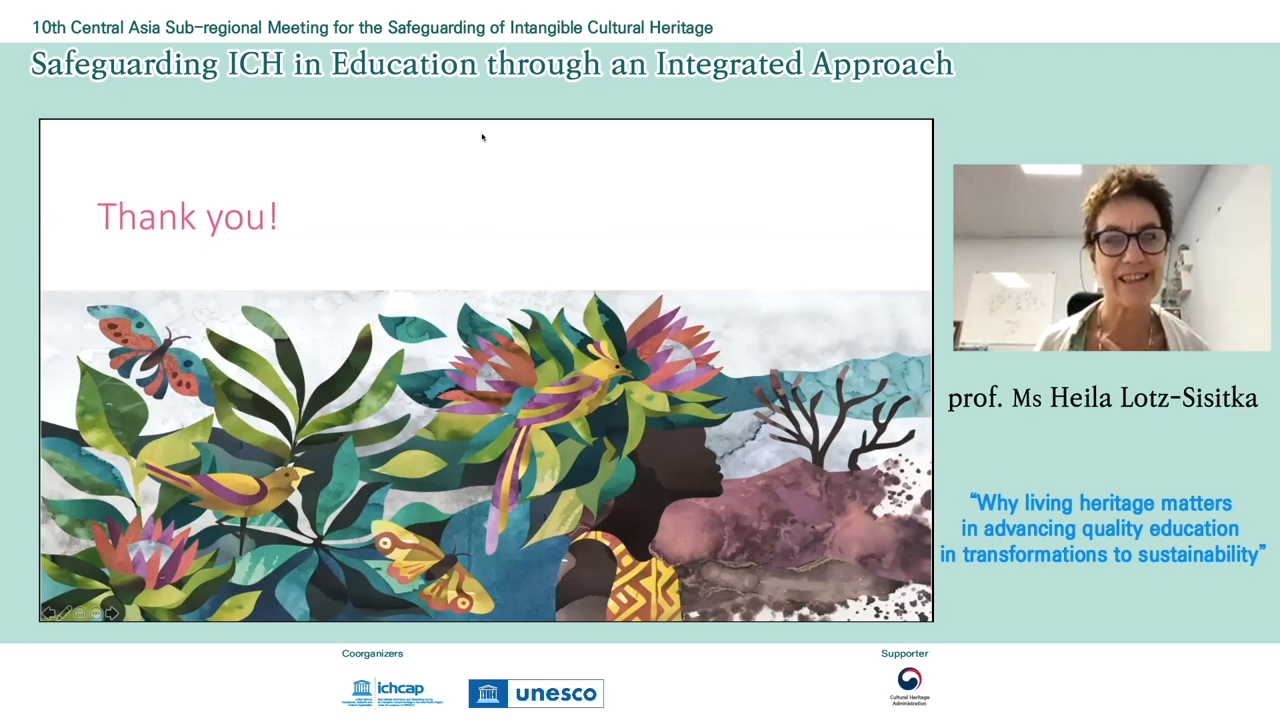 10th Central Asia Sub-regional Meeting for the Safeguarding of Intangible Cultural Heritage
Safeguarding ICH in Education through an Integrated Approach
Thank you!
prof. Ms Heila Lotz-Sisitka
“Why living heritage matters
in advancing quality education
in transformations to sustainability”
Coorganizers
Supporter
ichcap
unesco
Cultural Heritage
Administration